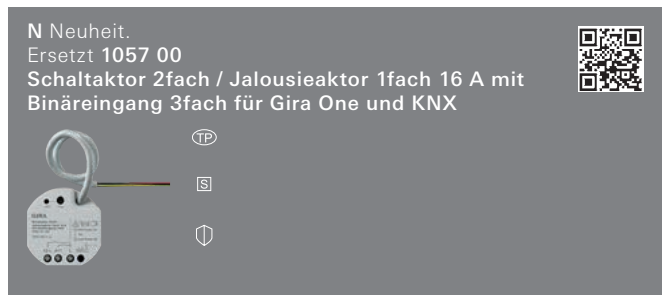 N Neuheit.
Ersetzt 1057 00
Schaltaktor 2fach / Jalousieaktor 1fach 16 A mit
Binäreingang 3fach für Gira One und KNX
TP
S
GIRA